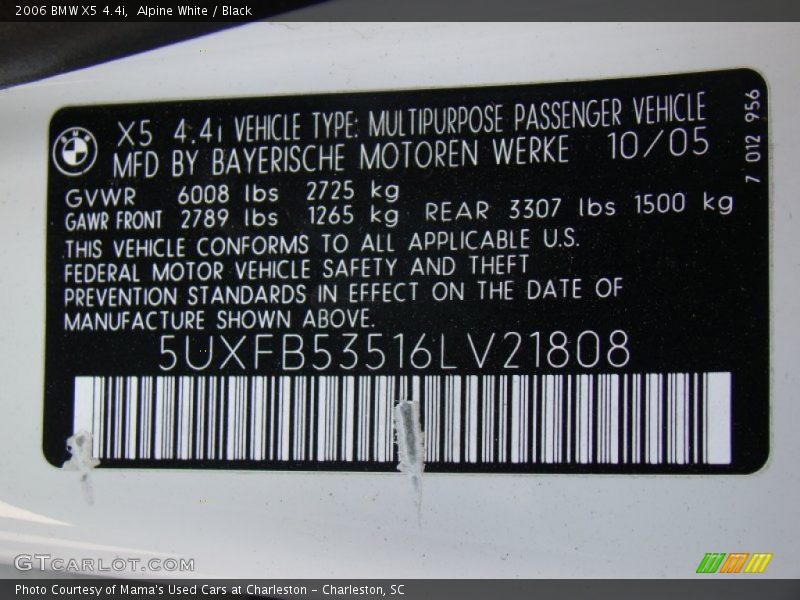 2006 BMW X5 4.4i, Alpine White / Black
BMW
X5 4.4i VEHICLE TYPE: MULTIPURPOSE PASSENGER VEHICLE
MFD BY BAYERISCHE MOTOREN WERKE 10/05
7 012 956
GVWR 6008 lbs 2725 kg
GAWR FRONT 2789 lbs 1265 kg REAR 3307 lbs 1500 kg
THIS VEHICLE CONFORMS TO ALL APPLICABLE U.S.
FEDERAL MOTOR VEHICLE SAFETY AND THEFT
PREVENTION STANDARDS IN EFFECT ON THE DATE OF
MANUFACTURE SHOWN ABOVE.
5UXFB53516LV21808
GTCARLOT.COM
Photo Courtesy of Mama's Used Cars at Charleston - Charleston, SC